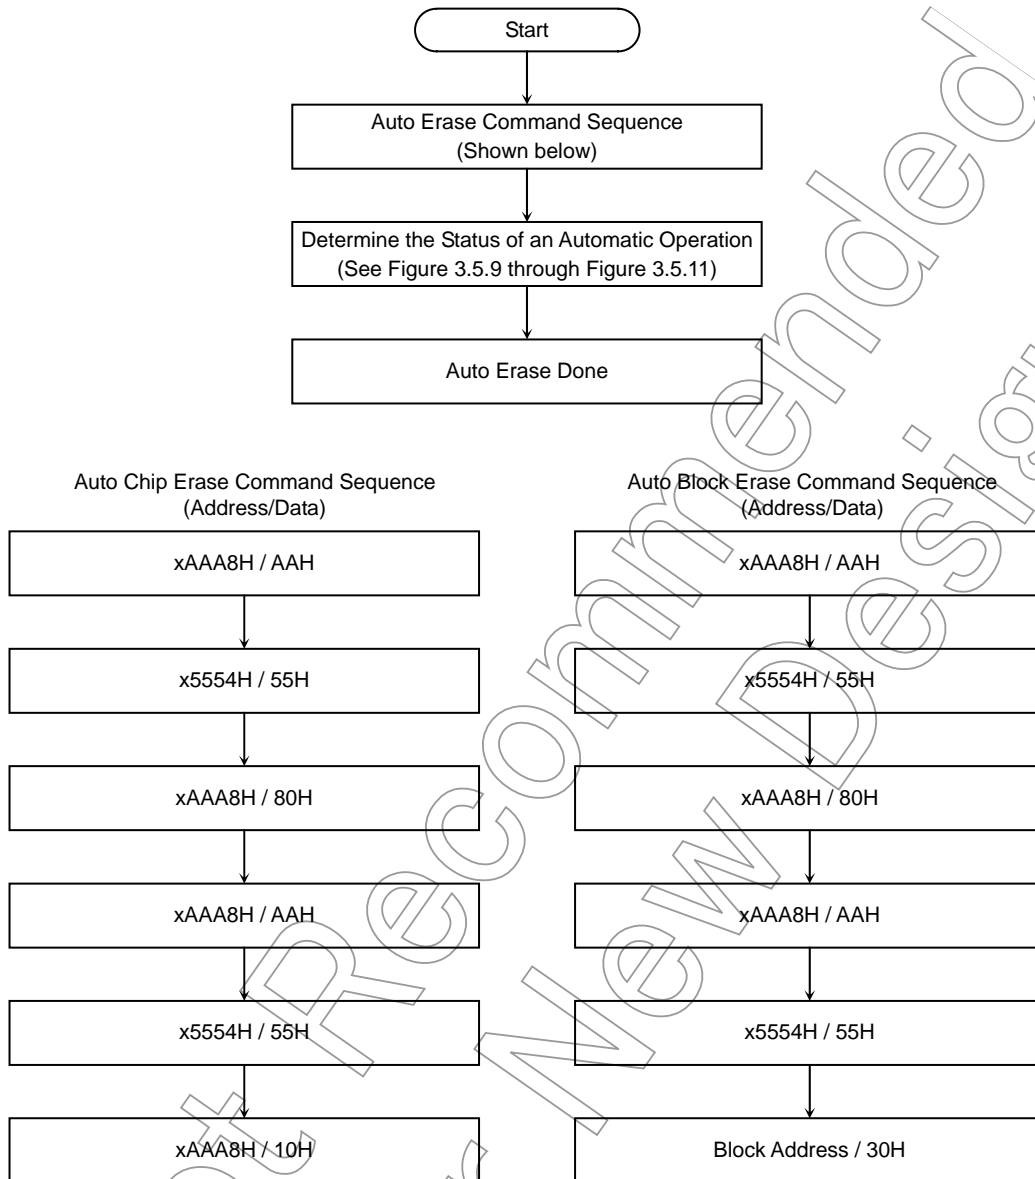 Start
Auto Erase Command Sequence
(Shown below)
Determine the Status of an Automatic Operation
(See Figure 3.5.9 through Figure 3.5.11)
Auto Erase Done
Auto Chip Erase Command Sequence
(Address/Data)
xAAA8H / AAH
x5554H / 55H
xAAA8H / 80H
xAAA8H / AAH
x5554H / 55H
xAAA8H / 10H
Auto Block Erase Command Sequence
(Address/Data)
xAAA8H / AAH
x5554H / 55H
xAAA8H / 80H
xAAA8H / AAH
x5554H / 55H
Block Address / 30H
Recommended
New Desig